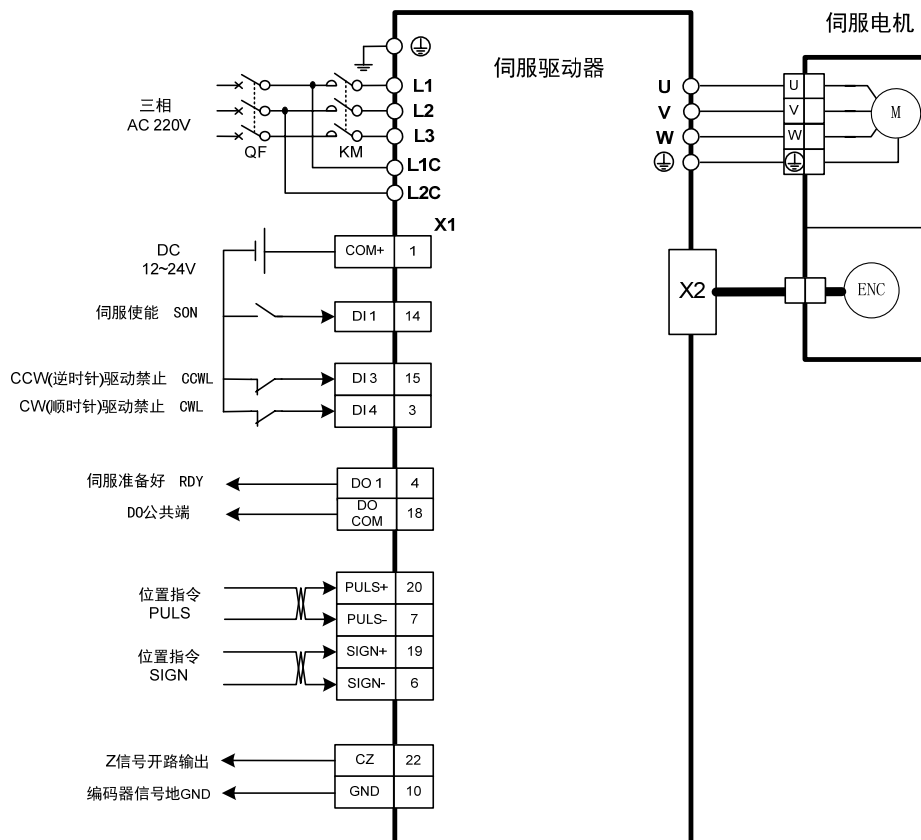 伺服电机
伺服驱动器
三相
AC 220V
QF
KM
L1
L2
L3
L1C
L2C
U
V
W
U
V
W
M
X1
DC
12~24V
COM+ 1
伺服使能 SON
DI 1 14
CCW(逆时针)驱动禁止 CCWL
DI 3 15
CW(顺时针)驱动禁止 CWL
DI 4 3
X2
ENC
伺服准备好 RDY
DO 1 4
DO公共端
DO
COM
18
位置指令
PULS
PULS+ 20
PULS- 7
位置指令
SIGN
SIGN+ 19
SIGN- 6
Z信号开路输出
CZ 22
编码器信号地GND
GND 10